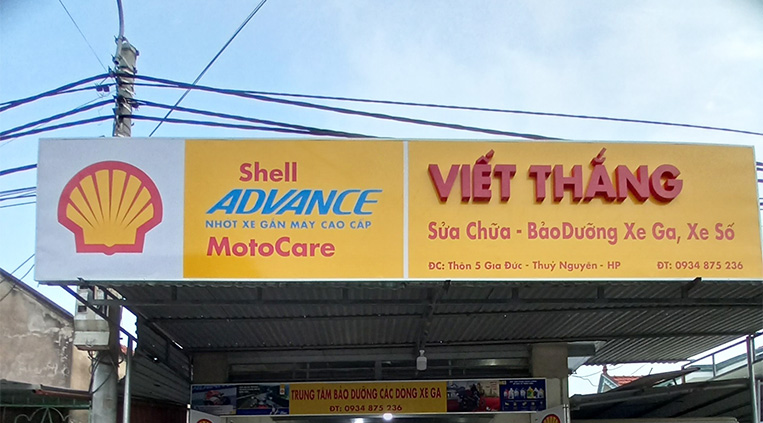 Shell
ADVANCE
NHỚT XE GẮN MÁY CAO CẤP
MotoCare
VIẾT THẮNG
Sửa Chữa - BảoDưỡng Xe Ga, Xe Số
ĐC: Thôn 5 Gia Đức - Thuỷ Nguyên - HP ĐT: 0934 875 236
TRUNG TÂM BẢO DƯỠNG CÁC DÒNG XE GA
ĐT: 0934 875 236